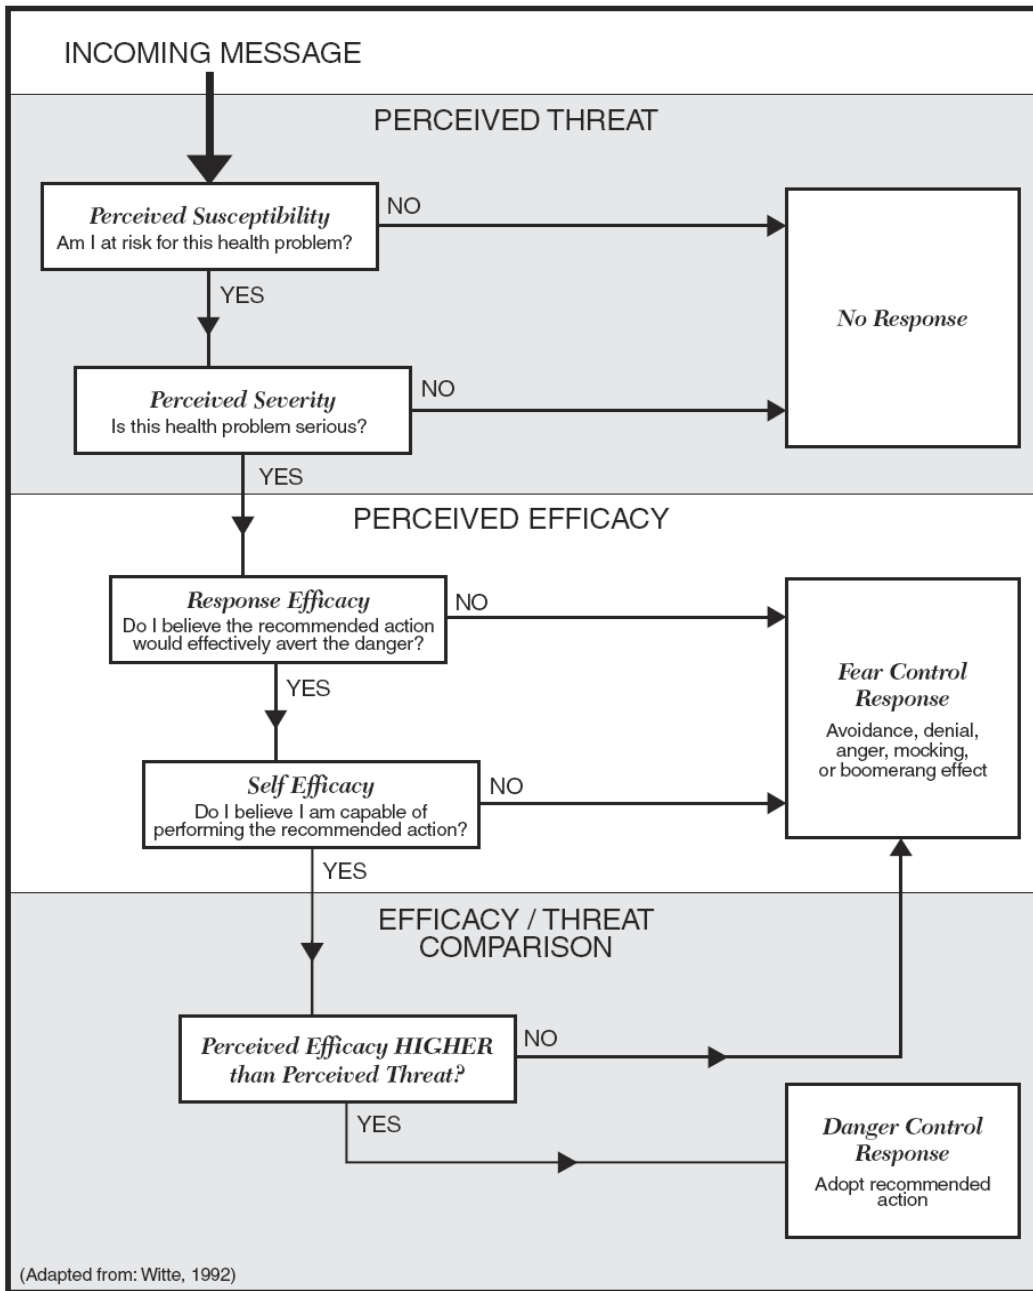 INCOMING MESSAGE
PERCEIVED THREAT
Perceived Susceptibility
Am I at risk for this health problem?
NO
YES
No Response
Perceived Severity
Is this health problem serious?
NO
YES
PERCEIVED EFFICACY
Response Efficacy
Do I believe the recommended action
would effectively avert the danger?
NO
YES
Fear Control
Response
Avoidance, denial,
anger, mocking,
or boomerang effect
Self Efficacy
Do I believe I am capable of
performing the recommended action?
NO
YES
EFFICACY / THREAT
COMPARISON
Perceived Efficacy HIGHER
than Perceived Threat?
NO
YES
Danger Control
Response
Adopt recommended
action
(Adapted from: Witte, 1992)